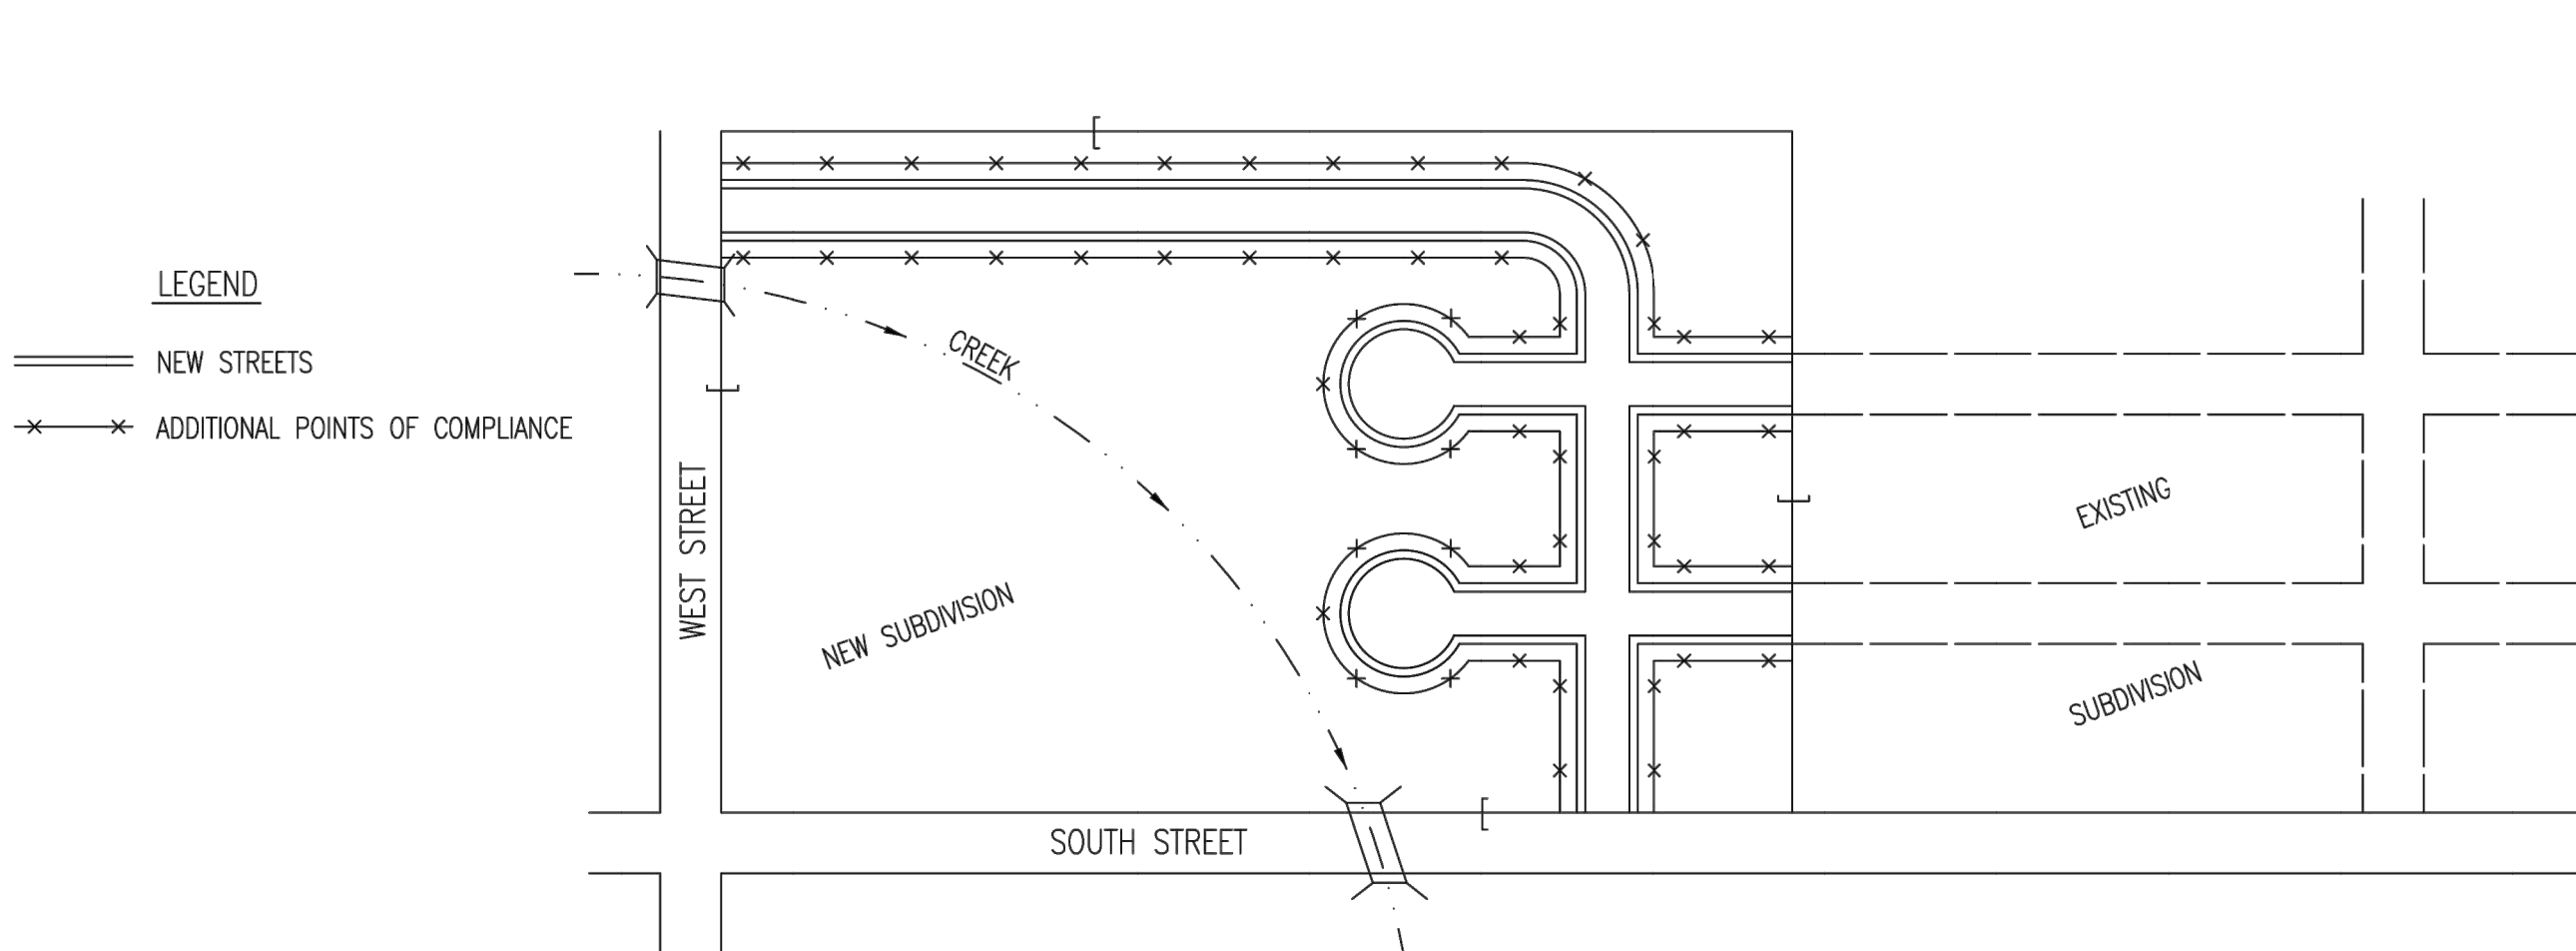 LEGEND
NEW STREETS
ADDITIONAL POINTS OF COMPLIANCE
WEST STREET
CREEK
NEW SUBDIVISION
SOUTH STREET
EXISTING
SUBDIVISION